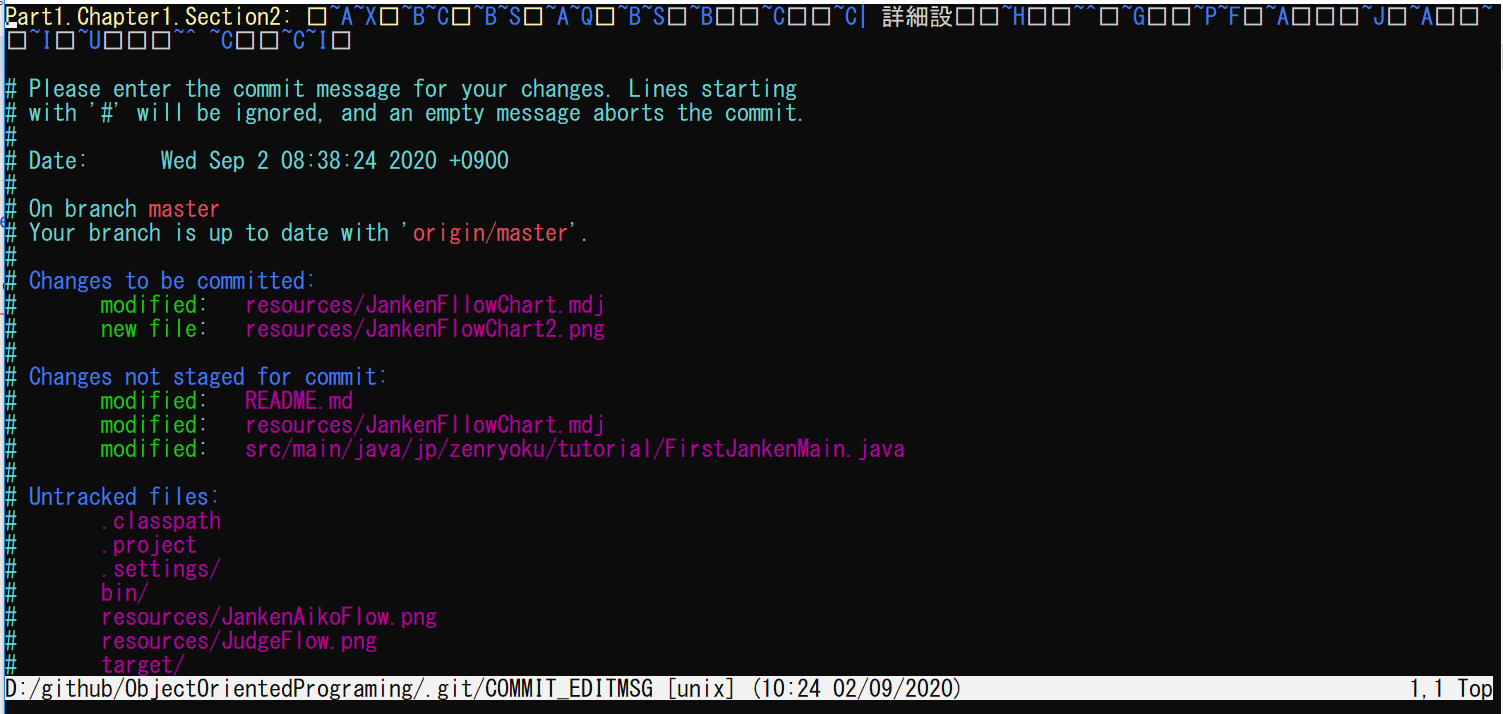 Part1.Chapter1.Section2: □~A~X□~B~C□~B~S□~A~Q□~B~S□~B□□~C□□~C| 詳細設□□~H□□~^□~G□□~P~F□~A□□□~J□~A□□~
□~I□~U□□□~^ ~C□□~C~I□
# Please enter the commit message for your changes. Lines starting
# with '#' will be ignored, and an empty message aborts the commit.
#
# Date:      Wed Sep 2 08:38:24 2020 +0900
#
# On branch master
# Your branch is up to date with 'origin/master'.
#
# Changes to be committed:
#       modified:   resources/JankenFllowChart.mdj
#       new file:   resources/JankenFlowChart2.png
#
# Changes not staged for commit:
#       modified:   README.md
#       modified:   resources/JankenFllowChart.mdj
#       modified:   src/main/java/jp/zenryoku/tutorial/FirstJankenMain.java
#
# Untracked files:
#       .classpath
#       .project
#       .settings/
#       bin/
#       resources/JankenAikoFlow.png
#       resources/JudgeFlow.png
#       target/
D:/github/ObjectOrientedPrograming/.git/COMMIT_EDITMSG [unix] (10:24 02/09/2020) 1,1 Top